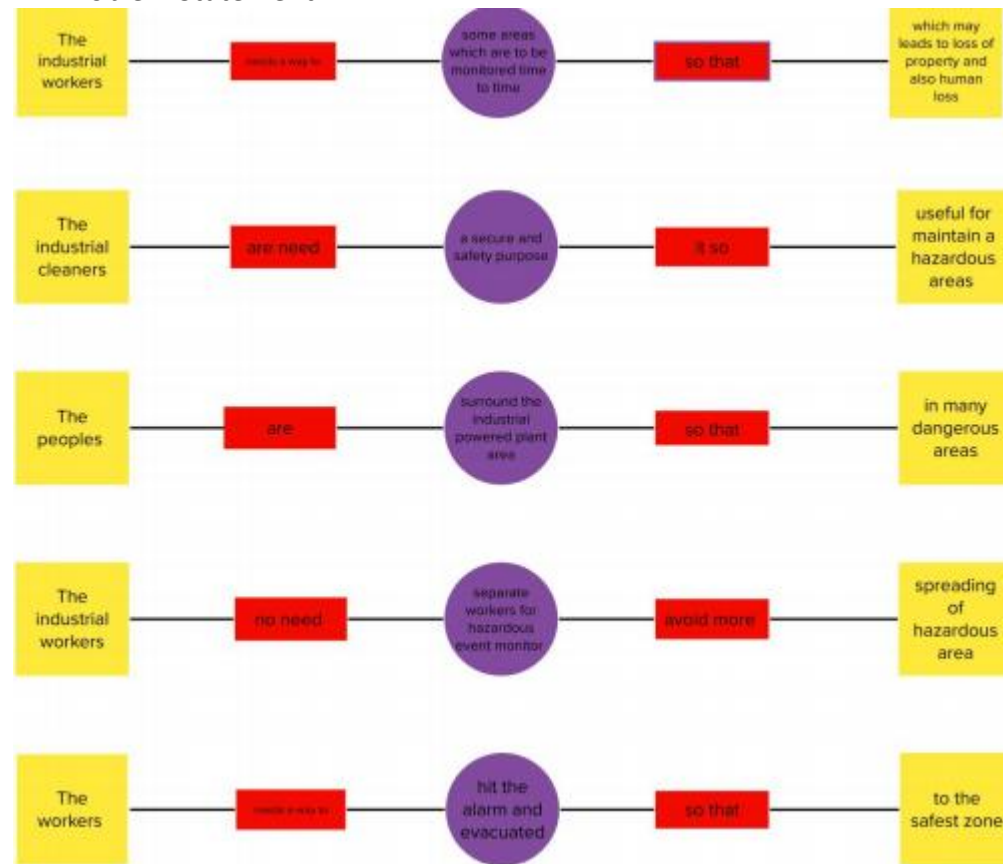 The
industrial
workers
needs a way to
some areas
which are to be
monitored time
to time
so that
which may
leads to loss of
property and
also human
loss
The
industrial
cleaners
are need
a secure and
safety purpose
it so
useful for
maintain a
hazardous
areas
The
peoples
are
surround the
industrial
powered plant
area
so that
in many
dangerous
areas
The
industrial
workers
no need
separate
workers for
hazardous
event monitor
avoid more
spreading
of
hazardous
area
The
workers
needs a way to
hit the
alarm and
evacuated
so that
to the
safest zone